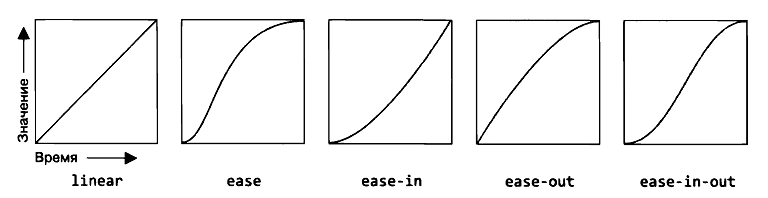 Значение
Время
linear
ease
ease-in
ease-out
ease-in-out